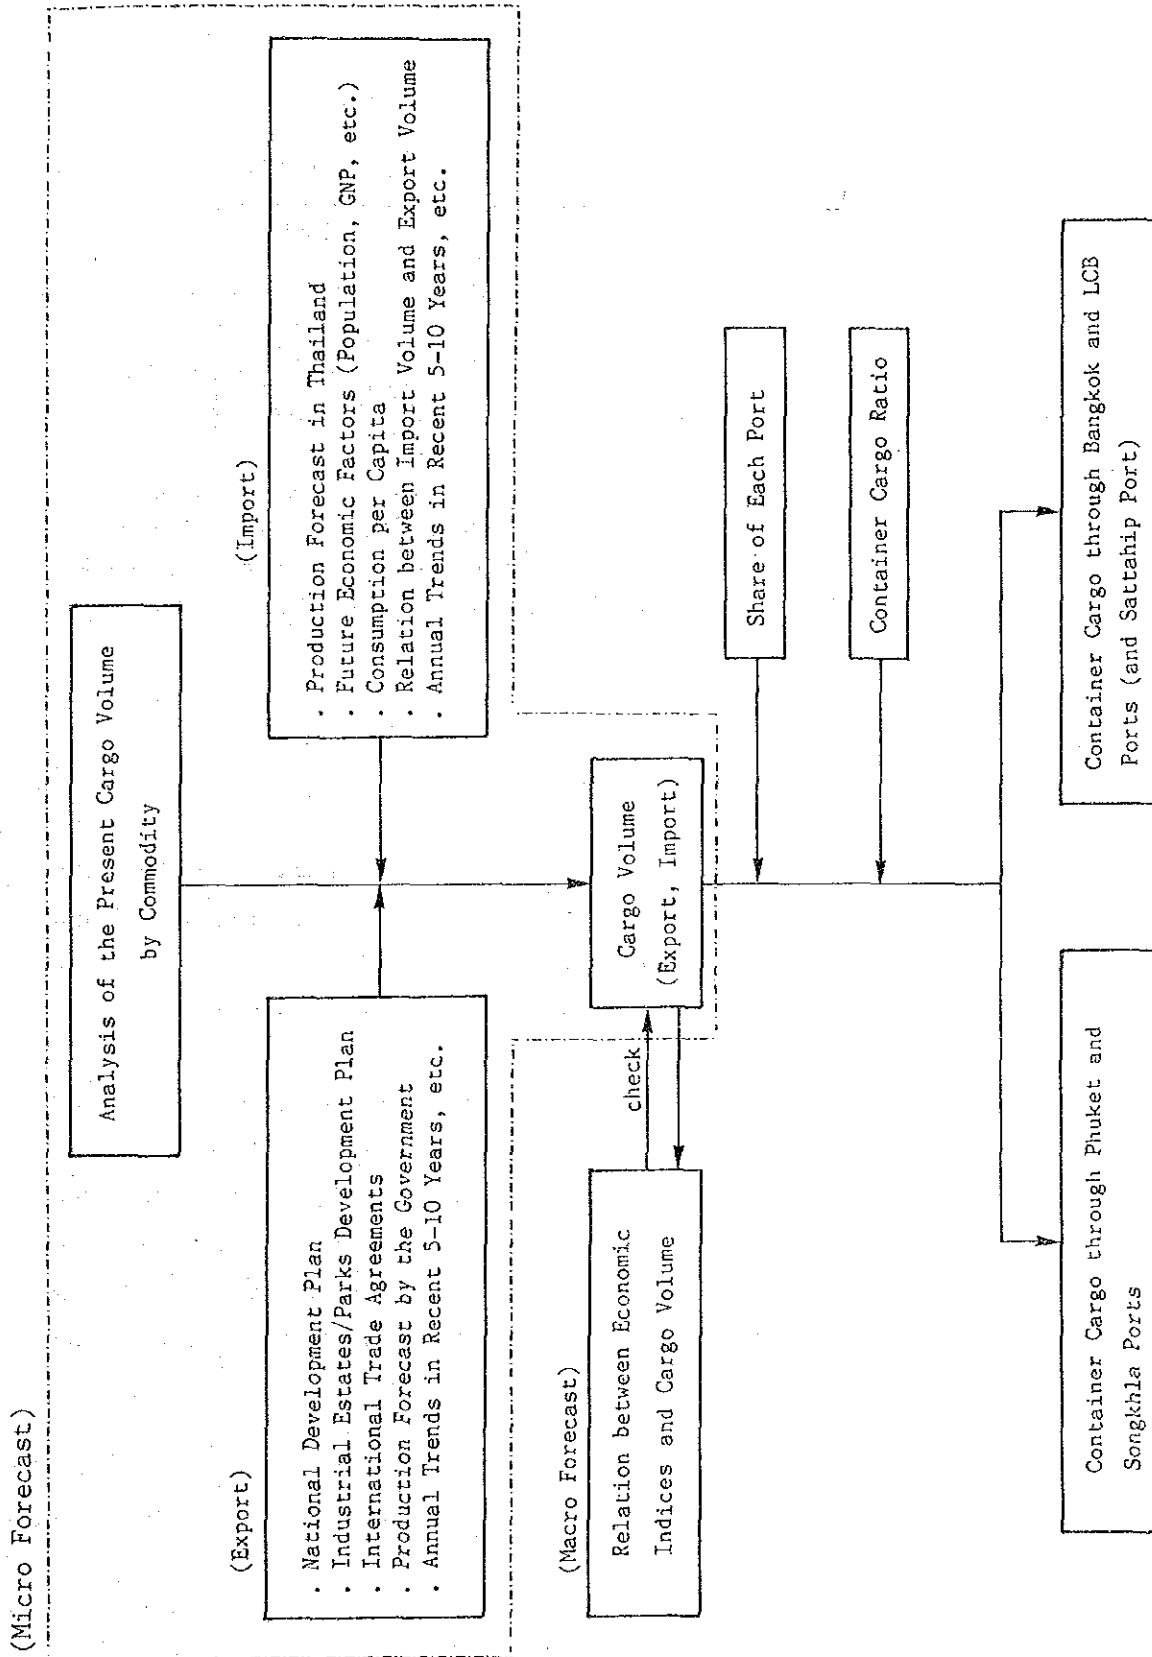 (Micro Forecast)
Analysis of the Present Cargo Volume
by Commodity
(Export)
· National Development Plan
· Industrial Estates/Parks Development Plan
· International Trade Agreements
· Production Forecast by the Government
· Annual Trends in Recent 5-10 Years, etc.
(Import)
· Production Forecast in Thailand
· Future Economic Factors (Population, GNP, etc.)
· Consumption per Capita
· Relation between Import Volume and Export Volume
· Annual Trends in Recent 5-10 Years, etc.
(Macro Forecast)
Relation between Economic
Indices and Cargo Volume
check
Cargo Volume
(Export, Import)
Share of Each Port
Container Cargo Ratio
Container Cargo through Phuket and
Songkhla Ports
Container Cargo through Bangkok and LCB
Ports (and Sattahip Port)